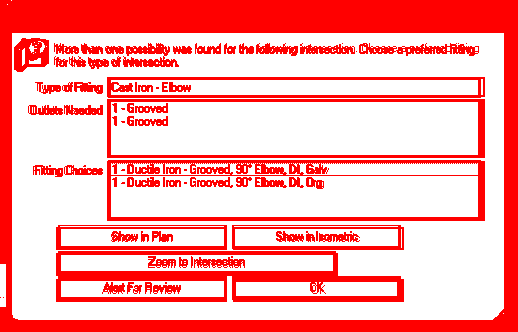 More than one possibility was found for the following intersection. Choose a preferred fitting
for this type of intersection.
Type of Fitting
Cast Iron - Elbow
Outlets Needed
1 - Grooved
1 - Grooved
Fitting Choices
1 - Ductile Iron - Grooved, 90° Elbow, DI, Galv
1 - Ductile Iron - Grooved, 90° Elbow, DI, Org
Show in Plan
Show in Isometric
Zoom to Intersection
Alert For Review
OK